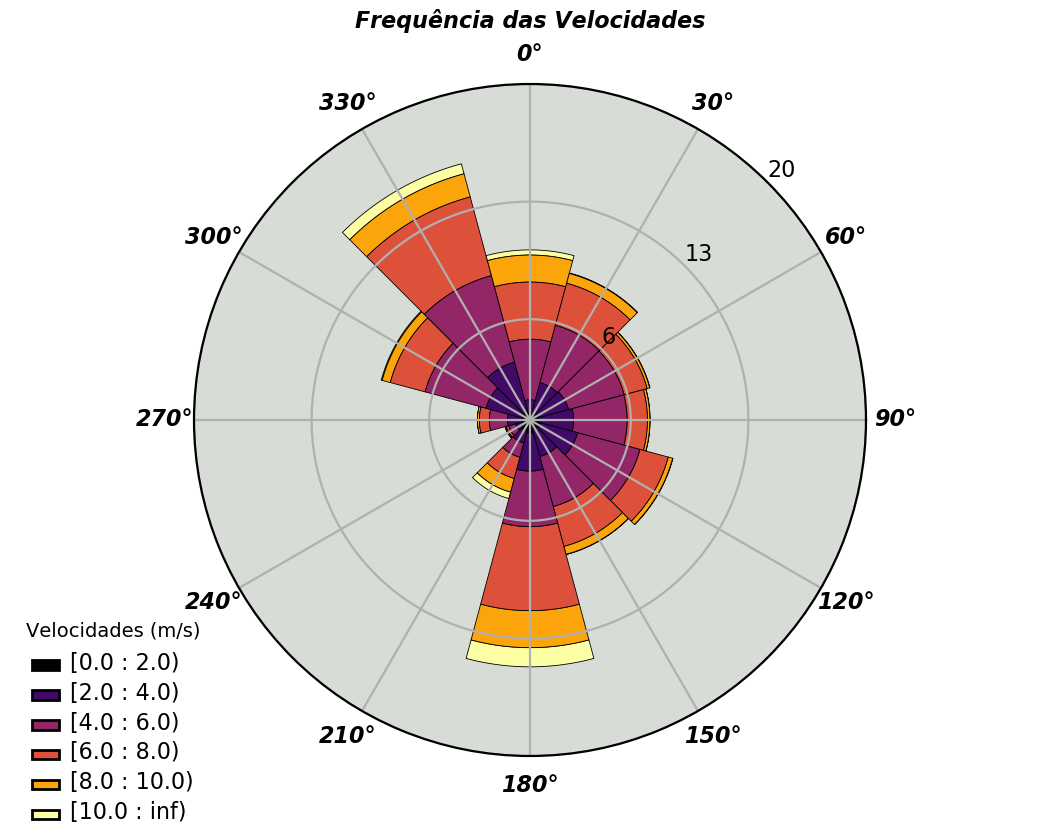 Frequência das Velocidades
0°
330°
30°
20
300°
60°
13
6
270°
90°
240°
120°
210°
150°
180°
Velocidades (m/s)
[0.0 : 2.0)
[2.0 : 4.0)
[4.0 : 6.0)
[6.0 : 8.0)
[8.0 : 10.0)
[10.0 : inf)